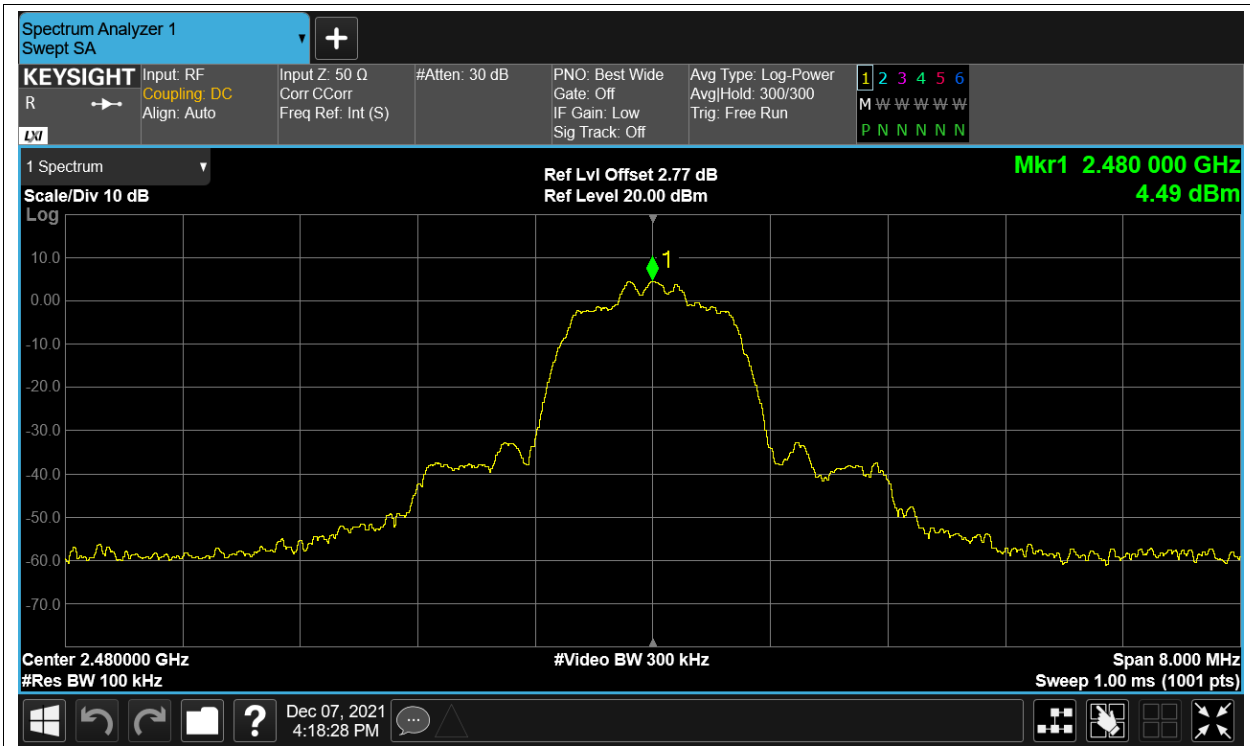 Spectrum Analyzer 1
Swept SA
KEYSIGHT
R
LXI
Input: RF
Coupling: DC
Align: Auto
Input Z: 50 Ω
Corr CCorr
Freq Ref: Int (S)
#Atten: 30 dB
PNO: Best Wide
Gate: Off
IF Gain: Low
Sig Track: Off
Avg Type: Log-Power
Avg|Hold: 300/300
Trig: Free Run
1 2 3 4 5 6
M W W W W W
P N N N N N
1 Spectrum
Scale/Div 10 dB
Log
Ref Lvl Offset 2.77 dB
Ref Level 20.00 dBm
Mkr1 2.480 000 GHz
4.49 dBm
1
10.0
0.00
-10.0
-20.0
-30.0
-40.0
-50.0
-60.0
-70.0
Center 2.480000 GHz
#Res BW 100 kHz
#Video BW 300 kHz
Span 8.000 MHz
Sweep 1.00 ms (1001 pts)
?
Dec 07, 2021
4:18:28 PM